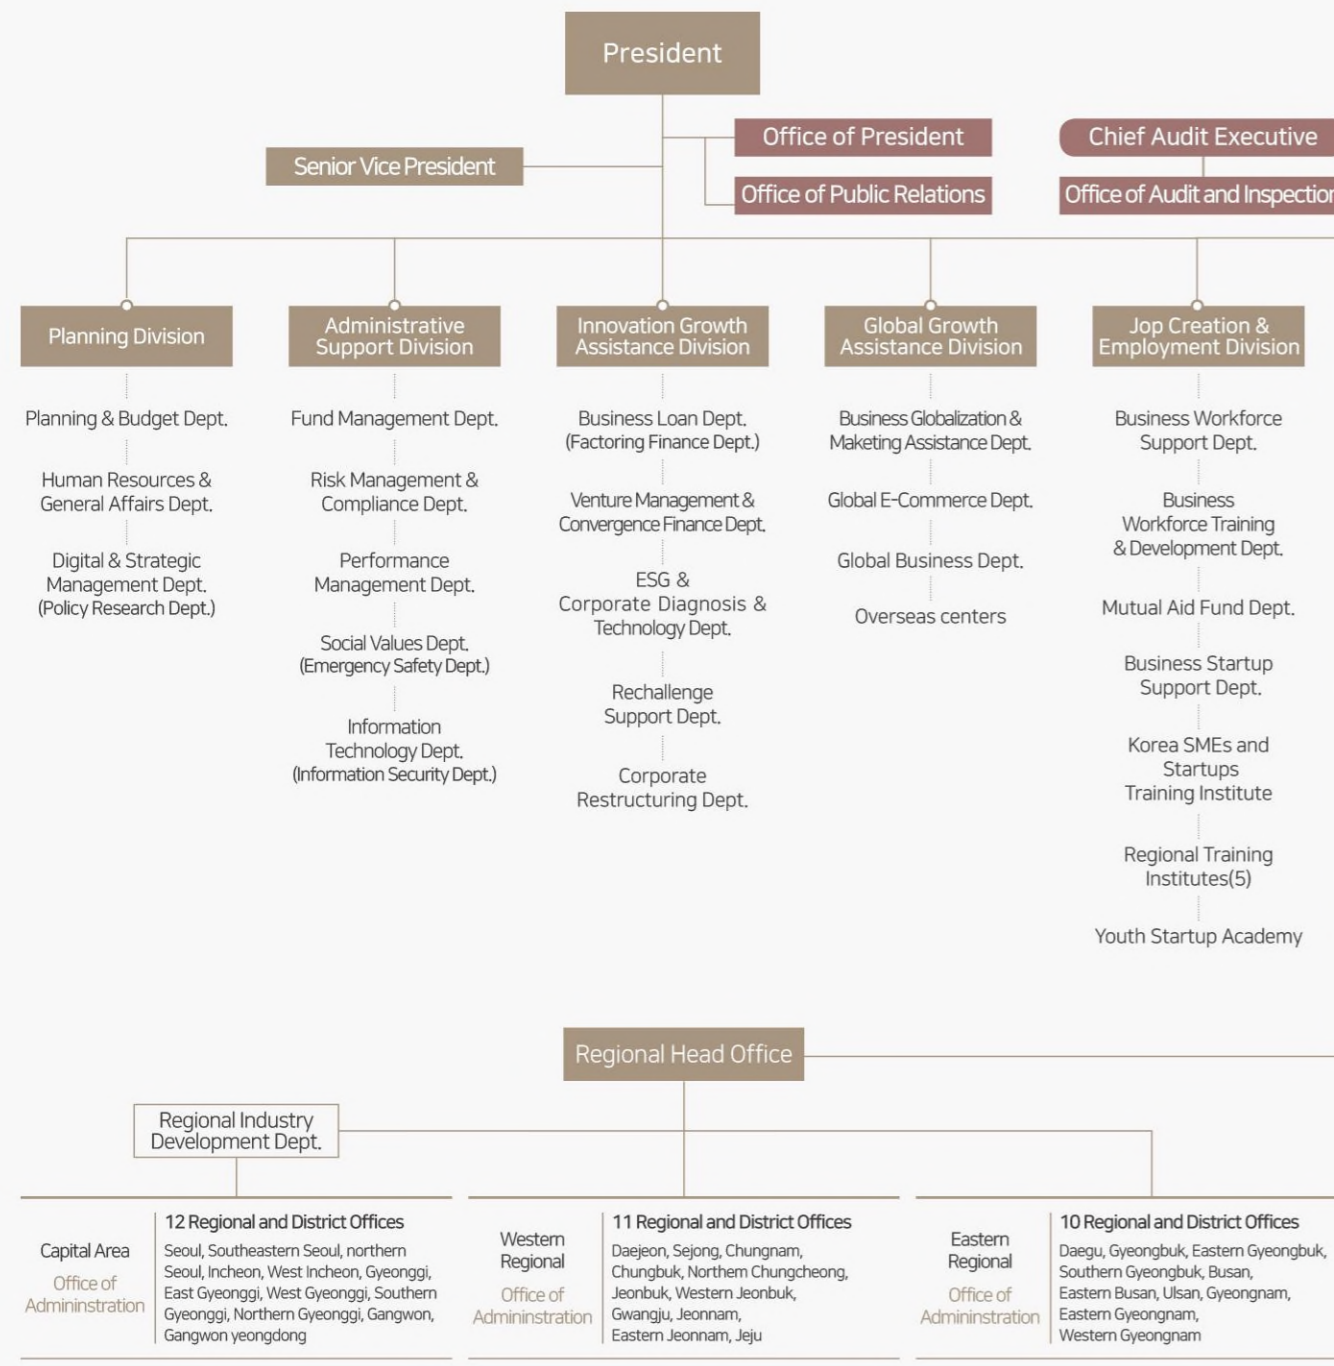 President
Office of President
Chief Audit Executive
Senior Vice President
Office of Public Relations
Office of Audit and Inspection
Planning Division
Planning & Budget Dept.
Human Resources &
General Affairs Dept.
Digital & Strategic
Management Dept.
(Policy Research Dept.)
Administrative
Support Division
Fund Management Dept.
Risk Management &
Compliance Dept.
Performance
Management Dept.
Social Values Dept.
(Emergency Safety Dept.)
Information
Technology Dept.
(Information Security Dept.)
Innovation Growth
Assistance Division
Business Loan Dept.
(Factoring Finance Dept.)
Venture Management &
Convergence Finance Dept.
ESG &
Corporate Diagnosis &
Technology Dept.
Rechallenge
Support Dept.
Corporate
Restructuring Dept.
Global Growth
Assistance Division
Business Globalization &
Maketing Assistance Dept.
Global E-Commerce Dept.
Global Business Dept.
Overseas centers
Jop Creation &
Employment Division
Business Workforce
Support Dept.
Business
Workforce Training
& Development Dept.
Mutual Aid Fund Dept.
Business Startup
Support Dept.
Korea SMEs and
Startups
Training Institute
Regional Training
Institutes(5)
Youth Startup Academy
Regional Head Office
Regional Industry
Development Dept.
Capital Area
Office of
Admininstration
12 Regional and District Offices
Seoul, Southeastern Seoul, northern
Seoul, Incheon, West Incheon, Gyeonggi,
East Gyeonggi, West Gyeonggi, Southern
Gyeonggi, Northern Gyeonggi, Gangwon,
Gangwon yeongdong
Western
Regional
Office of
Admininstration
11 Regional and District Offices
Daejeon, Sejong, Chungnam,
Chungbuk, Northern Chungcheong,
Jeonbuk, Western Jeonbuk,
Gwangju, Jeonnam,
Eastern Jeonnam, Jeju
Eastern
Regional
Office of
Admininstration
10 Regional and District Offices
Daegu, Gyeongbuk, Eastern Gyeongbuk,
Southern Gyeongbuk, Busan,
Eastern Busan, Ulsan, Gyeongnam,
Eastern Gyeongnam,
Western Gyeongnam